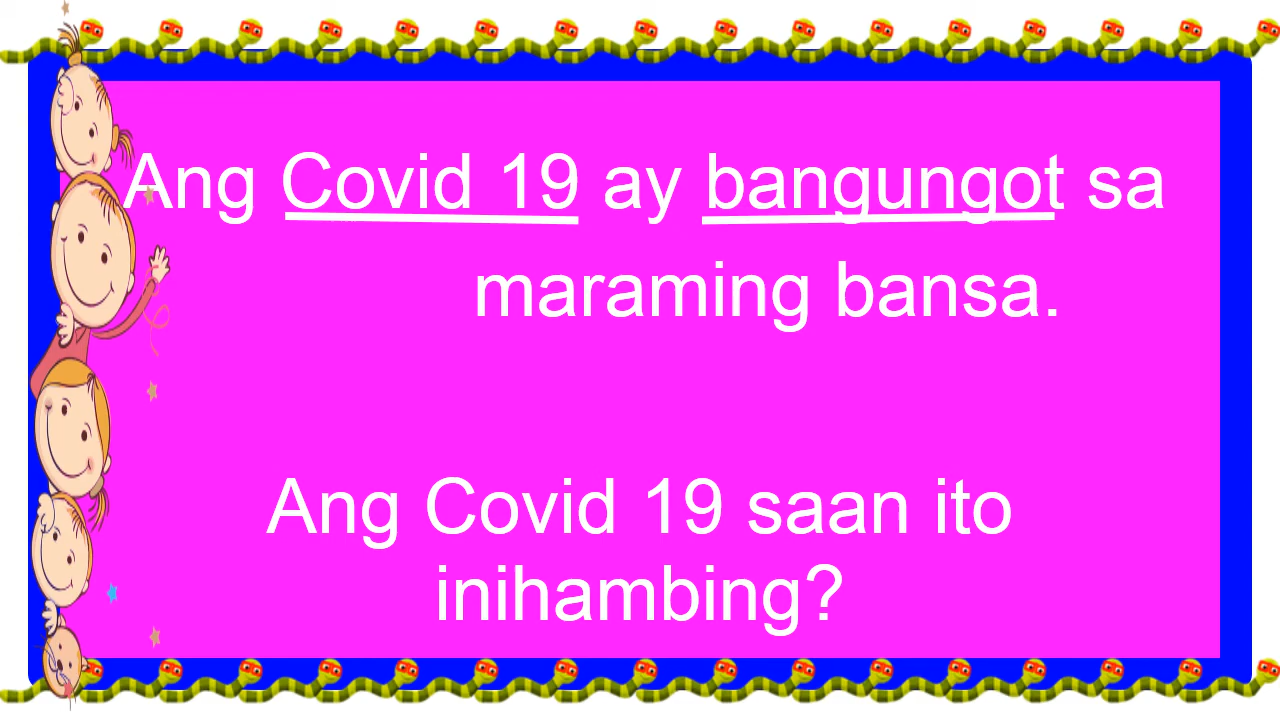 Ang Covid 19 ay bangungot sa
maraming bansa.
Ang Covid 19 saan ito
inihambing?